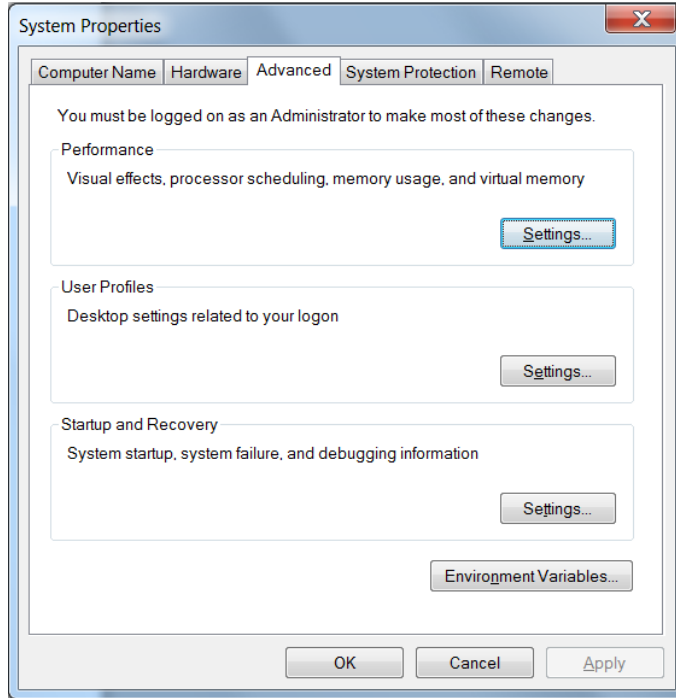 System Properties
Computer Name Hardware Advanced System Protection Remote
You must be logged on as an Administrator to make most of these changes.
Performance
Visual effects, processor scheduling, memory usage, and virtual memory
Settings...
User Profiles
Desktop settings related to your logon
Settings...
Startup and Recovery
System startup, system failure, and debugging information
Settings...
Environment Variables...
OK Cancel Apply